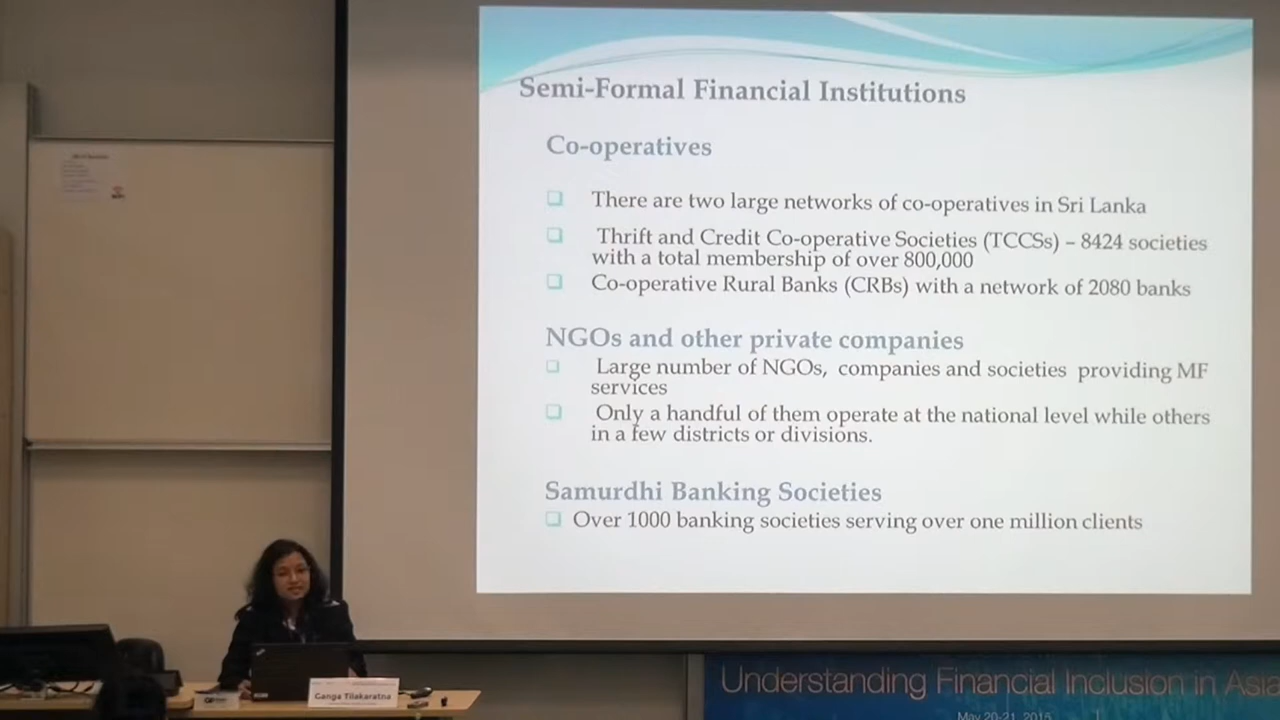 Semi-Formal Financial Institutions
Co-operatives
There are two large networks of co-operatives in Sri Lanka
Thrift and Credit Co-operative Societies (TCCSs) – 8424 societies
with a total membership of over 800,000
Co-operative Rural Banks (CRBs) with a network of 2080 banks
NGOs and other private companies
Large number of NGOs, companies and societies providing MF
services
Only a handful of them operate at the national level while others
in a few districts or divisions.
Samurdhi Banking Societies
Over 1000 banking societies serving over one million clients
Ganga Tilakaratna
Understanding Financial Inclusion in Asia
May 20-21, 2015